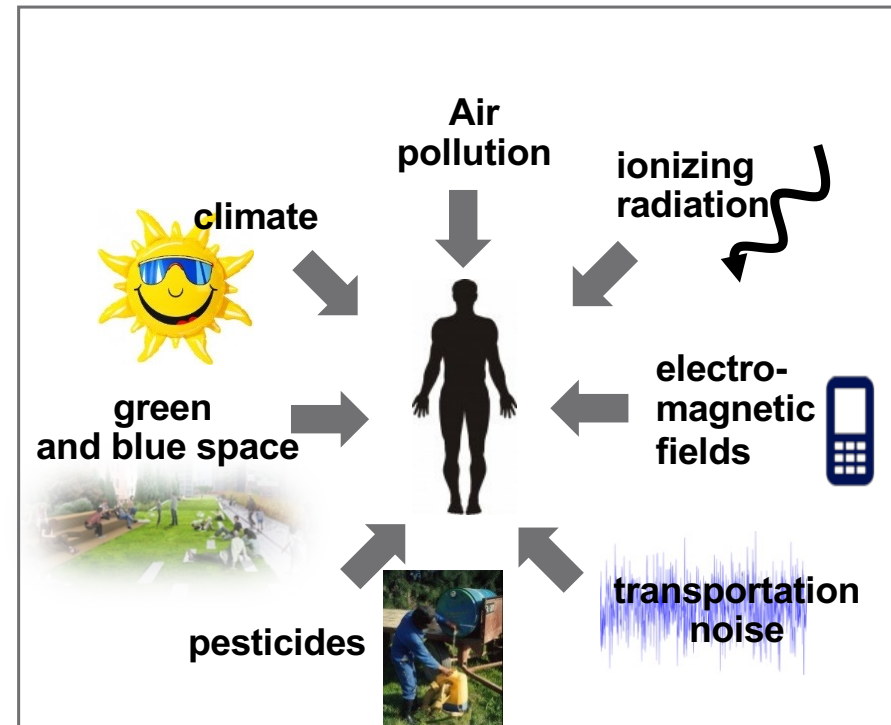 Air
pollution
ionizing
radiation
climate
electro-
magnetic
fields
green
and blue space
transportation
noise
pesticides